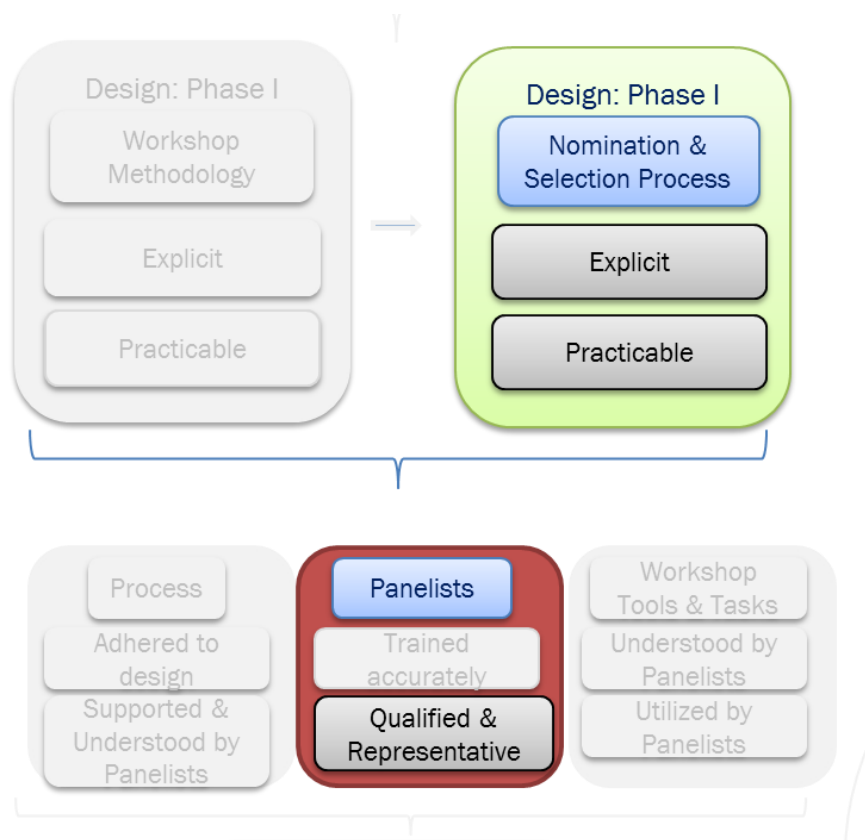 Design: Phase I
Workshop
Methodology
Explicit
Practicable
Design: Phase I
Nomination &
Selection Process
Explicit
Practicable
Process
Adhered to
design
Supported &
Understood by
Panelists
Panelists
Trained
accurately
Qualified &
Representative
Workshop
Tools & Tasks
Understood by
Panelists
Utilized by
Panelists